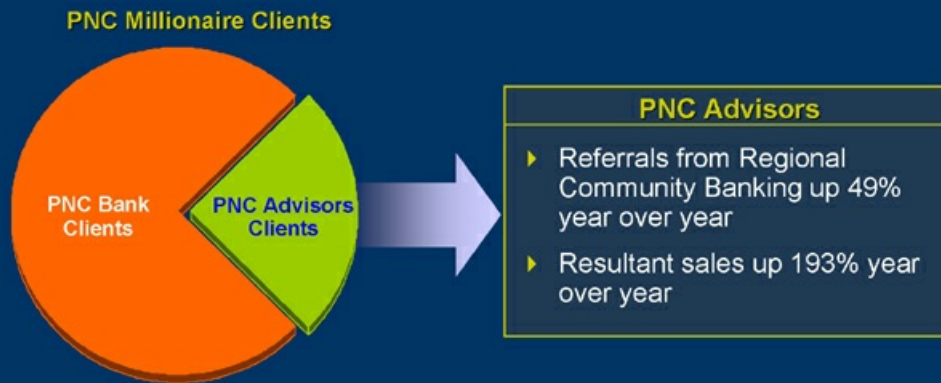 PNC Millionaire Clients
PNC Bank
Clients
PNC Advisors
Clients
PNC Advisors
Referrals from Regional
Community Banking up 49%
year over year
Resultant sales up 193% year
over year